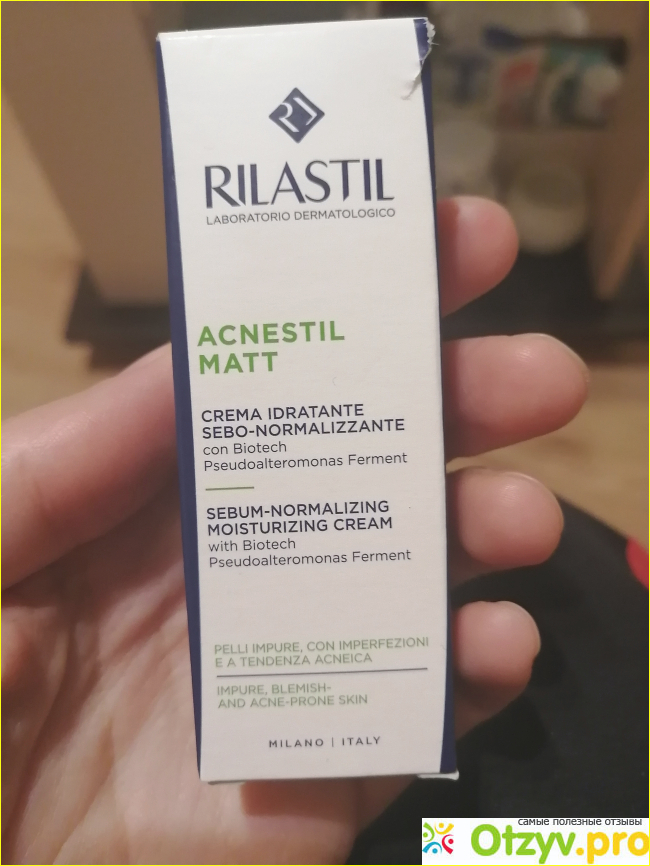 RILASTIL
LABORATORIO DERMATOLOGICO
ACNESTIL
MATT
CREMA IDRATANTE
SEBO-NORMALIZZANTE
con Biotech
Pseudoalteromonas Ferment
SEBUM-NORMALIZING
MOISTURIZING CREAM
with Biotech
Pseudoalteromonas Ferment
PELLI IMPURE, CON IMPERFEZIONI
E A TENDENZA ACNEICA
IMPURE, BLEMISH-
AND ACNE-PRONE SKIN
MILANO | ITALY
самые полезные отзывы
Otzyv.pro